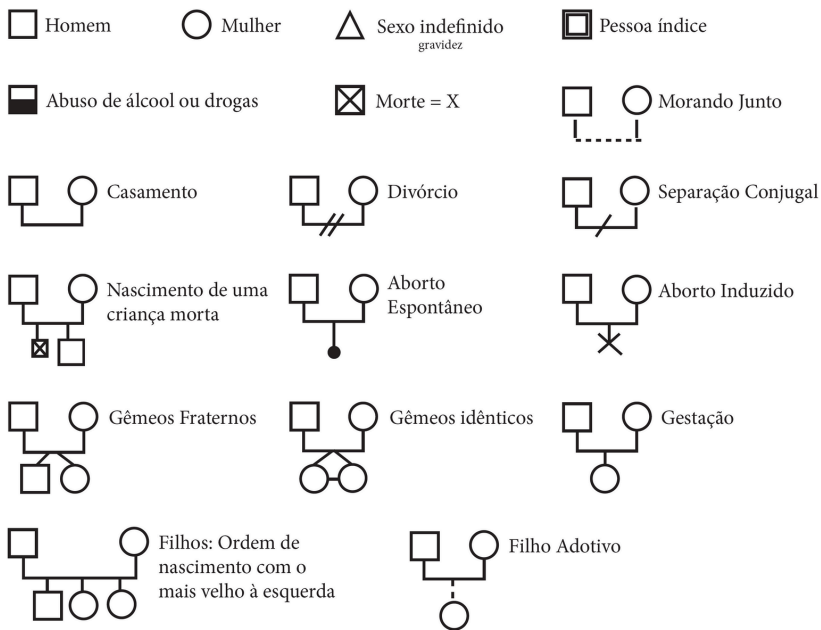 Homem
Mulher
Sexo indefinido
gravidez
Pessoa índice
Abuso de álcool ou drogas
Morte = X
Morando Junto
Casamento
Divórcio
Separação Conjugal
Nascimento de uma
criança morta
Aborto
Espontâneo
Aborto Induzido
Gêmeos Fraternos
Gêmeos idênticos
Gestação
Filhos: Ordem de
nascimento com o
mais velho à esquerda
Filho Adotivo